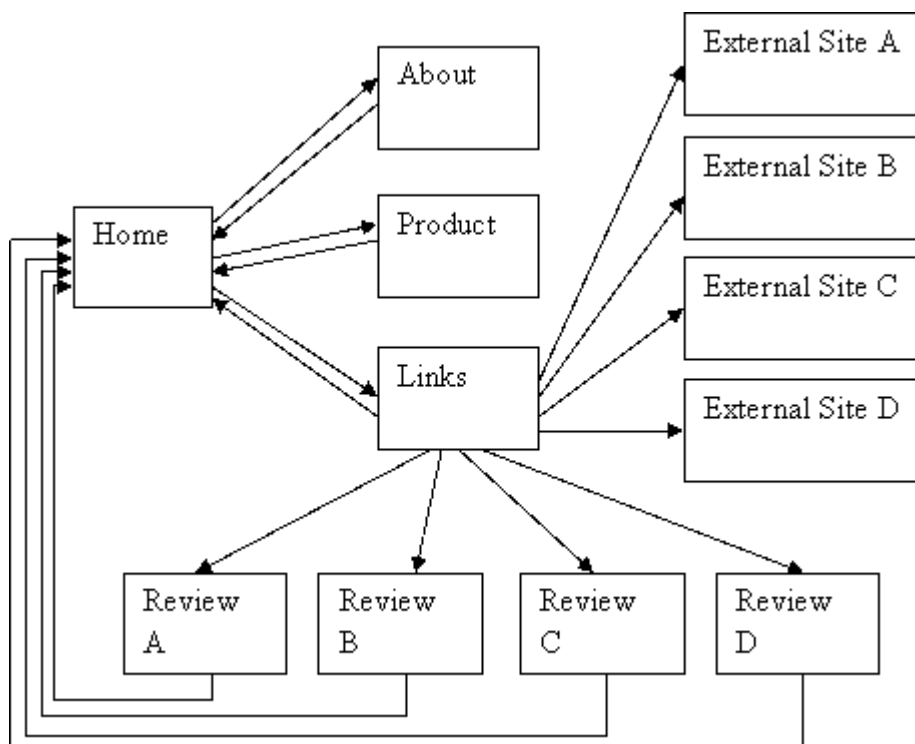 About
External Site A
External Site B
Home
Product
External Site C
Links
External Site D
Review
A
Review
B
Review
C
Review
D